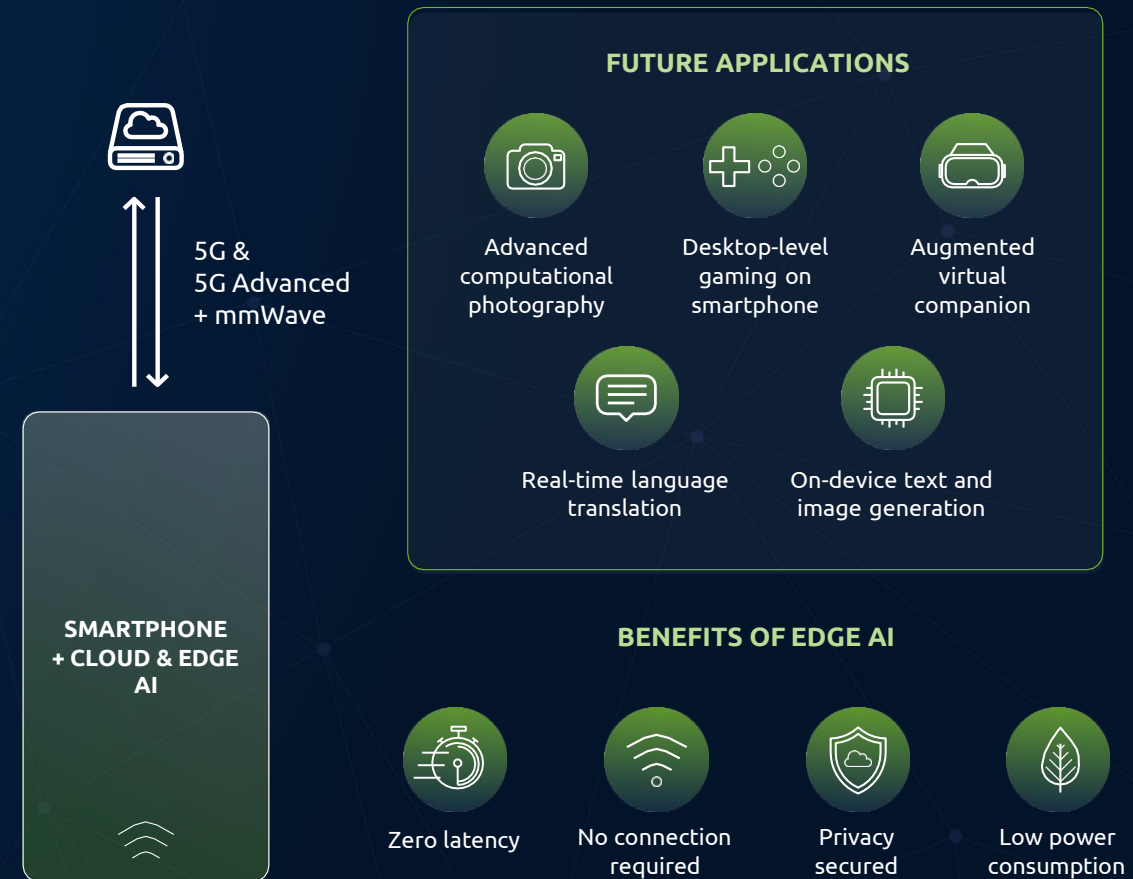 FUTURE APPLICATIONS
5G &
5G Advanced
+ mmWave
Advanced
computational
photography
Desktop-level
gaming on
smartphone
Augmented
virtual
companion
Real-time language
translation
On-device text and
image generation
SMARTPHONE
+ CLOUD & EDGE
AI
BENEFITS OF EDGE AI
Zero latency
No connection
required
Privacy
secured
Low power
consumption